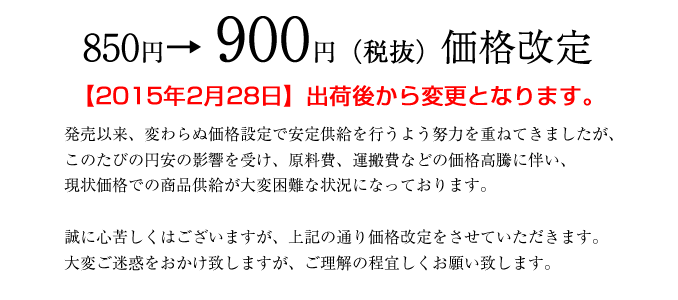 850円→ 900円（税抜）価格改定
【2015年2月28日】出荷後から変更となります。
発売以来、変わらぬ価格設定で安定供給を行うよう努力を重ねてきましたが、
このたびの円安の影響を受け、原料費、運搬費などの価格高騰に伴い、
現状価格での商品供給が大変困難な状況になっております。
誠に心苦しくはございますが、上記の通り価格改定をさせていただきます。
大変ご迷惑をおかけ致しますが、ご理解の程宜しくお願い致します。